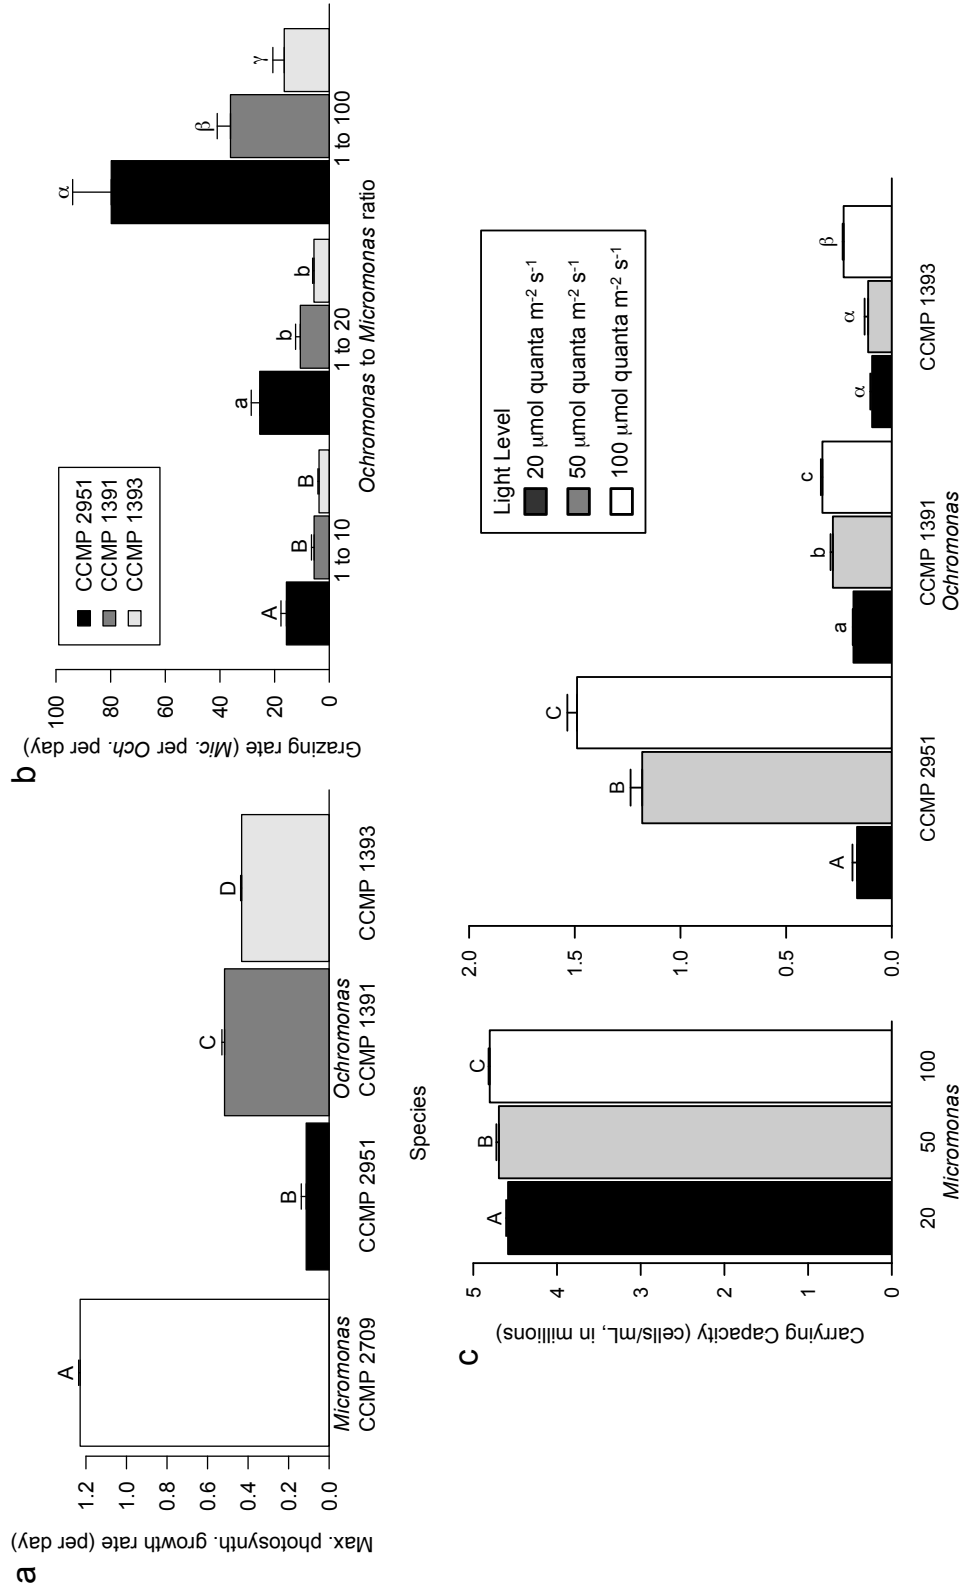 a
Max. photosynth. growth rate (per day)
1.2
1.0
0.8
0.6
0.4
0.2
0.0
A
B
C
D
Micromonas
CCMP 2709
CCMP 2951
Ochromonas
CCMP 1391
CCMP 1393
Species
b
Grazing rate (Mic. per Och. per day)
100
80
60
40
20
0
CCMP 2951
CCMP 1391
CCMP 1393
A
B
B
a
b
b
α
β
γ
1 to 10
1 to 20
1 to 100
Ochromonas to Micromonas ratio
c
Carrying Capacity (cells/mL, in millions)
5
4
3
2
1
0
A
B
C
20
50
100
Micromonas
2.0
1.5
1.0
0.5
0.0
A
B
C
a
b
c
α
α
β
CCMP 2951
CCMP 1391
CCMP 1393
Ochromonas
Light Level
20 μmol quanta m-2 s-1
50 μmol quanta m-2 s-1
100 μmol quanta m-2 s-1